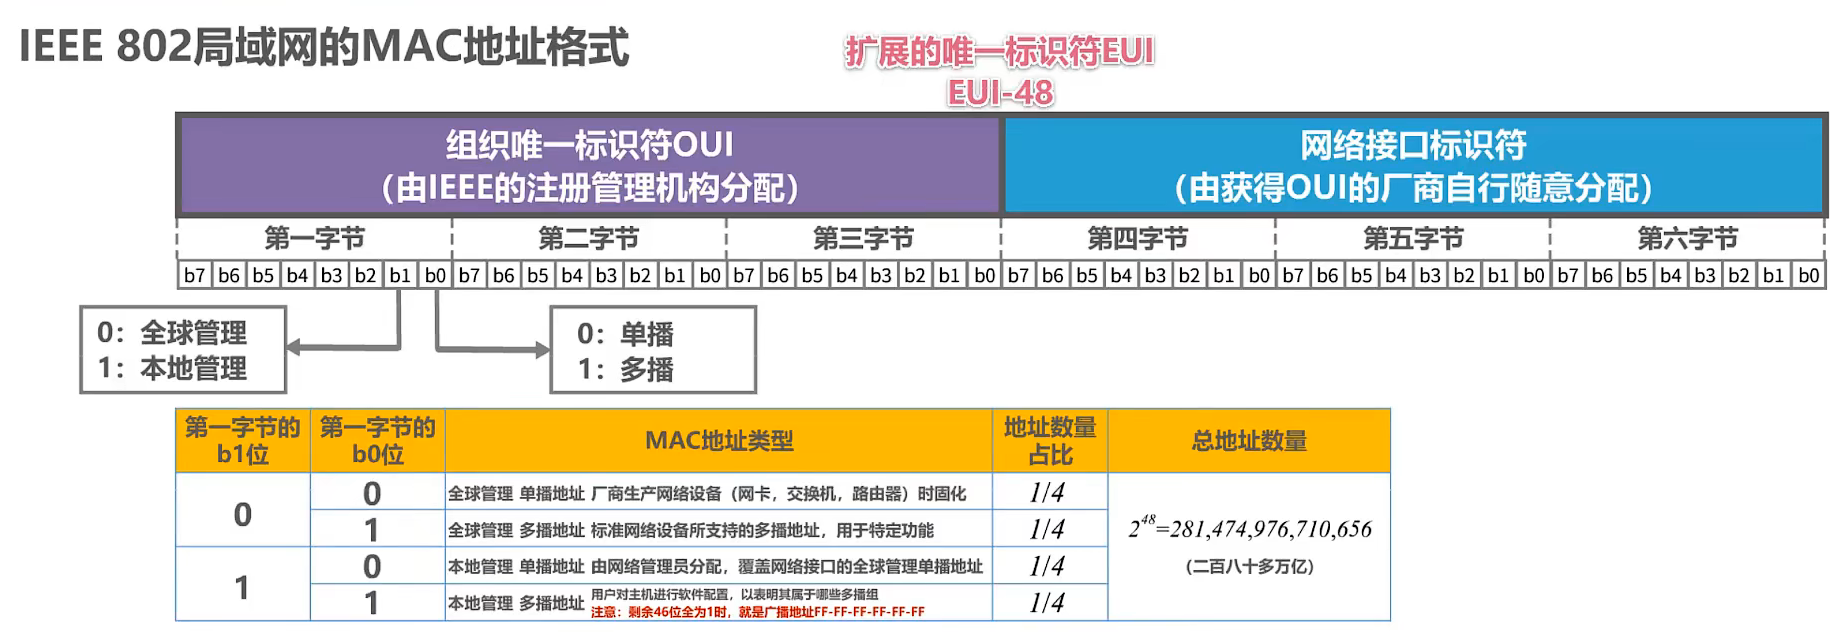 IEEE 802局域网的MAC地址格式
扩展的唯一标识符EUI
EUI-48
组织唯一标识符OUI
（由IEEE的注册管理机构分配）
网络接口标识符
（由获得OUI的厂商自行随意分配）
第一字节 第二字节 第三字节 第四字节 第五字节 第六字节
b7 b6 b5 b4 b3 b2 b1 b0 b7 b6 b5 b4 b3 b2 b1 b0 b7 b6 b5 b4 b3 b2 b1 b0 b7 b6 b5 b4 b3 b2 b1 b0 b7 b6 b5 b4 b3 b2 b1 b0 b7 b6 b5 b4 b3 b2 b1 b0
0：全球管理
1：本地管理
0：单播
1：多播
第一字节的
b1位
第一字节的
b0位
MAC地址类型
地址数量
占比
总地址数量
0
0 全球管理 单播地址 厂商生产网络设备（网卡，交换机，路由器）时固化 1/4
1 全球管理 多播地址 标准网络设备所支持的多播地址，用于特定功能 1/4
1
0 本地管理 单播地址 由网络管理员分配，覆盖网络接口的全球管理单播地址 1/4
1 本地管理 多播地址 用户对主机进行软件配置，以表明其属于哪些多播组
注意：剩余46位全为1时，就是广播地址FF-FF-FF-FF-FF-FF
1/4
2^48=281,474,976,710,656
（二百八十多万亿）